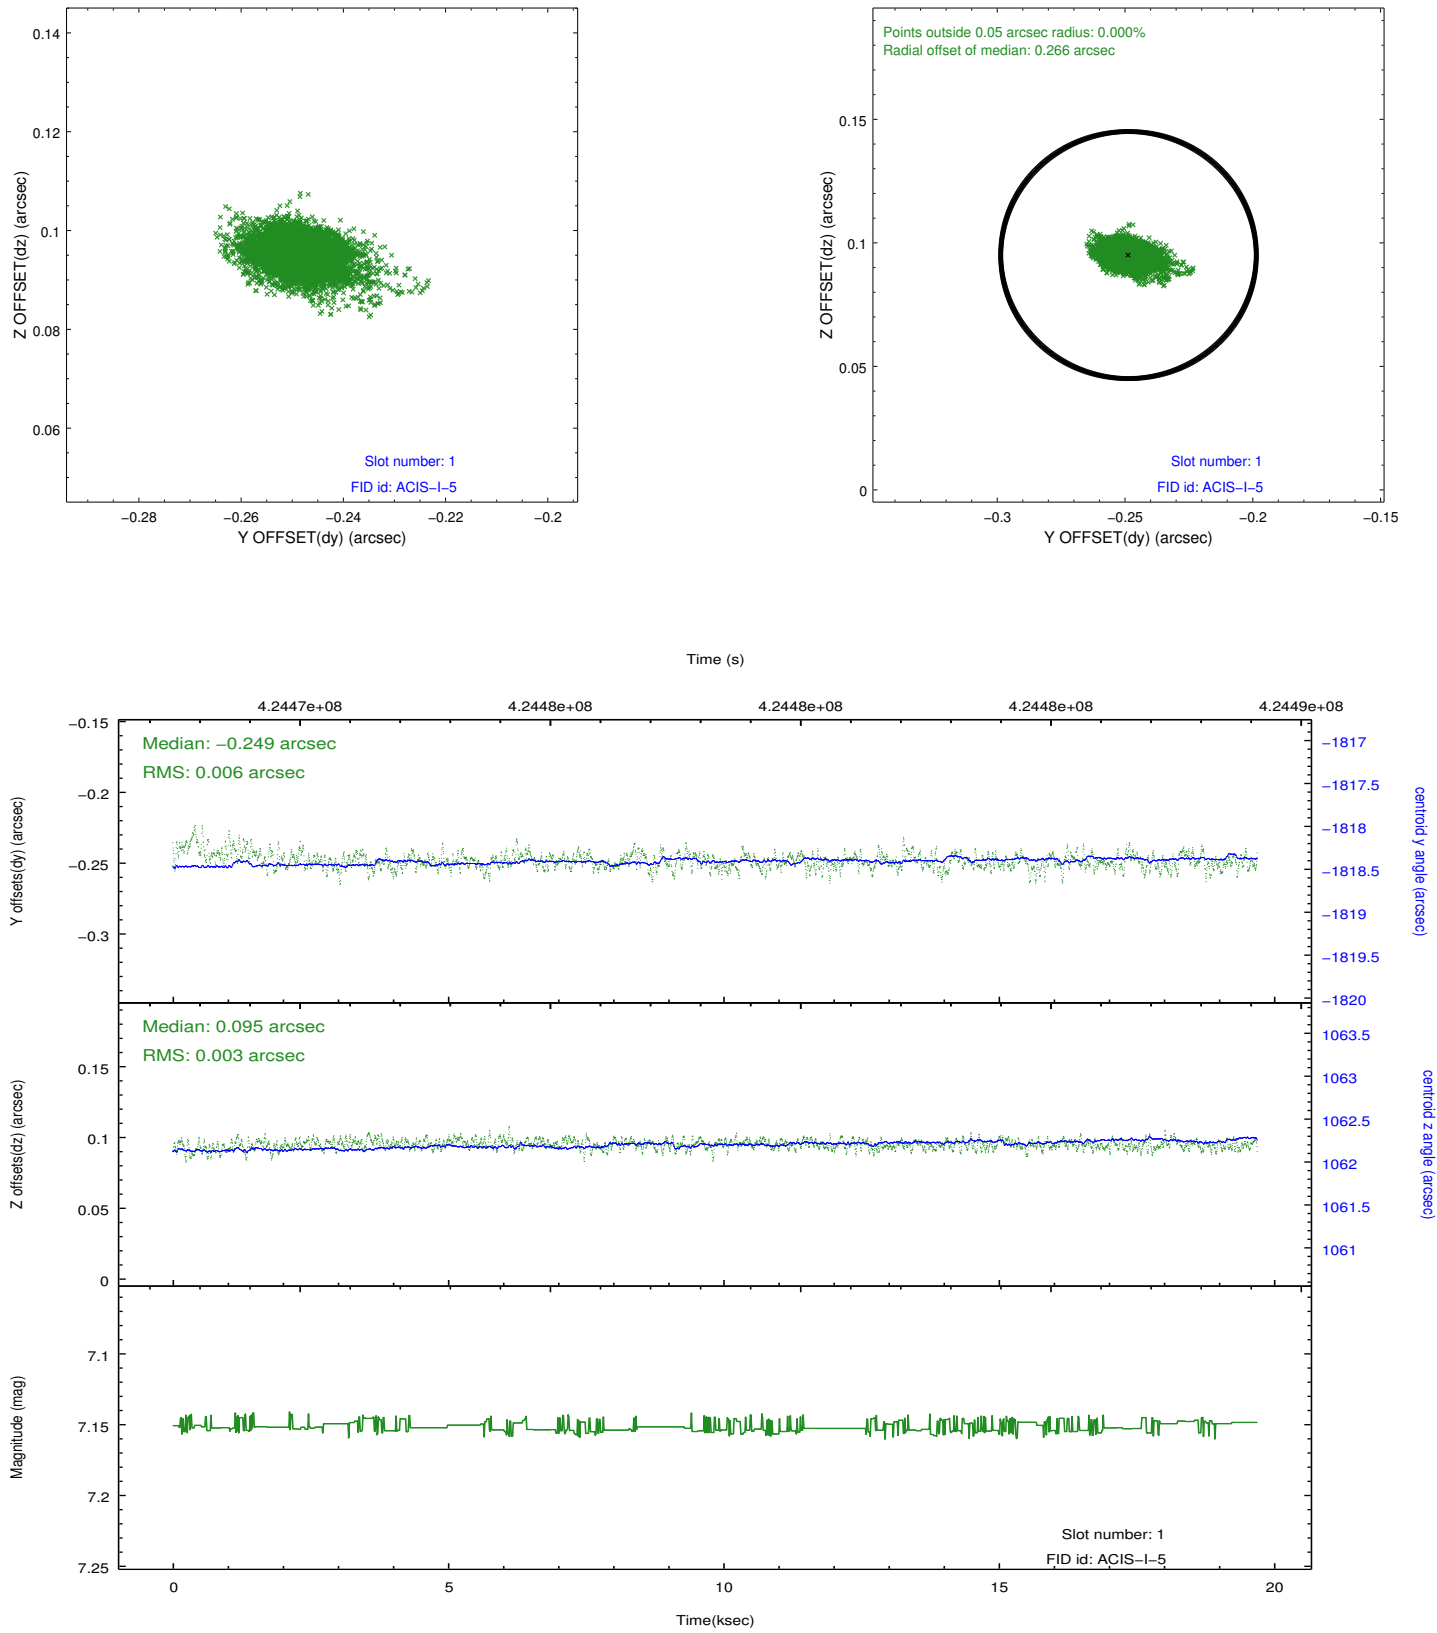 0.14
0.12
0.1
0.08
0.06
Z OFFSET(dz) (arcsec)
Slot number: 1
FID id: ACIS−I−5
−0.28 −0.26 −0.24 −0.22 −0.2
Y OFFSET(dy) (arcsec)
Points outside 0.05 arcsec radius: 0.000%
Radial offset of median: 0.266 arcsec
0.15
0.1
0.05
0
Z OFFSET(dz) (arcsec)
Slot number: 1
FID id: ACIS−I−5
−0.3 −0.25 −0.2 −0.15
Y OFFSET(dy) (arcsec)
Time (s)
4.2447e+08 4.2448e+08 4.2448e+08 4.2448e+08 4.2449e+08
Median: −0.249 arcsec
RMS: 0.006 arcsec
−0.15
−0.2
−0.25
−0.3
Y offsets(dy) (arcsec)
−1817
−1817.5
−1818
−1818.5
−1819
−1819.5
−1820
centroid y angle (arcsec)
Median: 0.095 arcsec
RMS: 0.003 arcsec
0.15
0.1
0.05
0
Z offsets(dz) (arcsec)
1063.5
1063
1062.5
1062
1061.5
1061
centroid z angle (arcsec)
7.1
7.15
7.2
7.25
Magnitude (mag)
Slot number: 1
FID id: ACIS−I−5
0 5 10 15 20
Time(ksec)